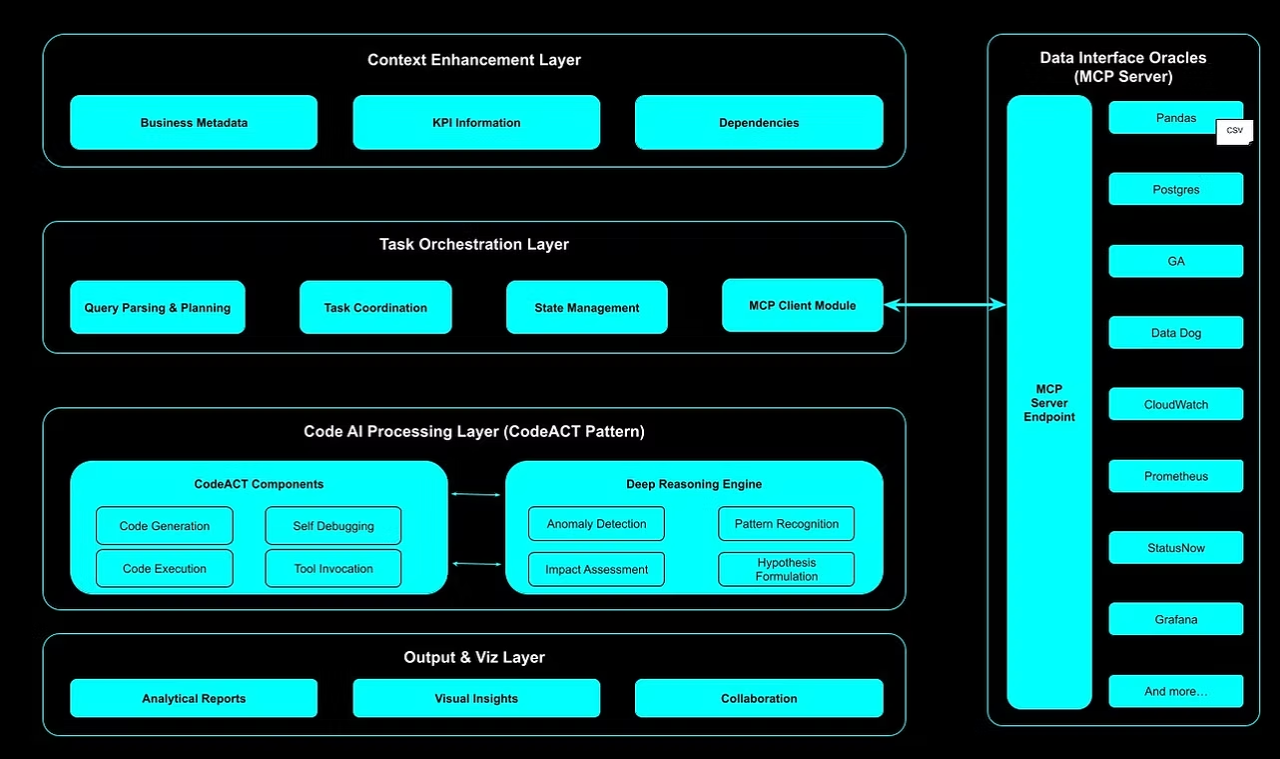 Context Enhancement Layer
Business Metadata
KPI Information
Dependencies
Task Orchestration Layer
Query Parsing & Planning
Task Coordination
State Management
MCP Client Module
Code AI Processing Layer (CodeACT Pattern)
CodeACT Components
Code Generation
Self Debugging
Code Execution
Tool Invocation
Deep Reasoning Engine
Anomaly Detection
Pattern Recognition
Impact Assessment
Hypothesis
Formulation
Output & Viz Layer
Analytical Reports
Visual Insights
Collaboration
Data Interface Oracles
(MCP Server)
MCP
Server
Endpoint
Pandas
CSV
Postgres
GA
Data Dog
CloudWatch
Prometheus
StatusNow
Grafana
And more…